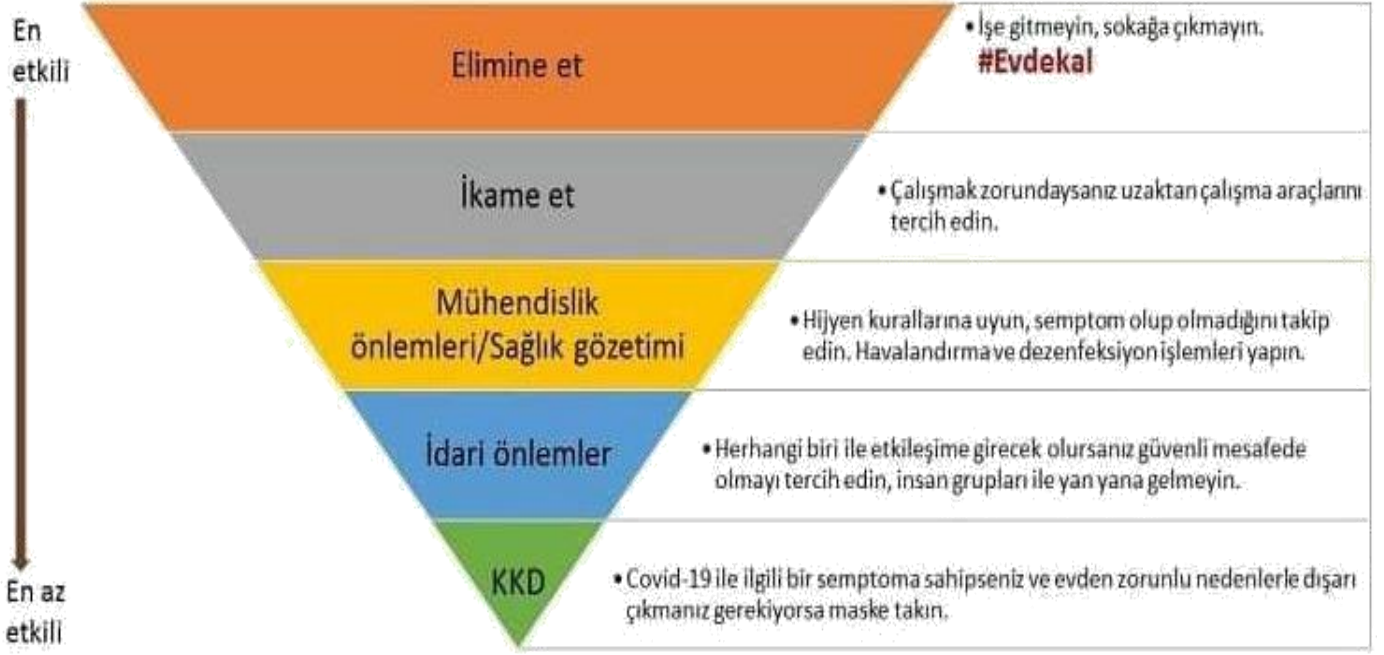 En
etkili
Elimine et
• İşe gitmeyin, sokağa çıkmayın.
#Evdekal
İkame et
• Çalışmak zorundaysanız uzaktan çalışma araçlarını
tercih edin.
Mühendislik
önlemleri/Sağlık gözetimi
• Hijyen kurallarına uyun, semptom olup olmadığını takip
edin. Havalandırma ve dezenfeksiyon işlemleri yapın.
İdari önlemler
• Herhangi biri ile etkileşime girecek olursanız güvenli mesafede
olmayı tercih edin, insan grupları ile yan yana gelmeyin.
KKD
• Covid-19 ile ilgili bir semptoma sahipseniz ve evden zorunlu nedenlerle dışarı
çıkmanız gerekiyorsa maske takın.
En az
etkili